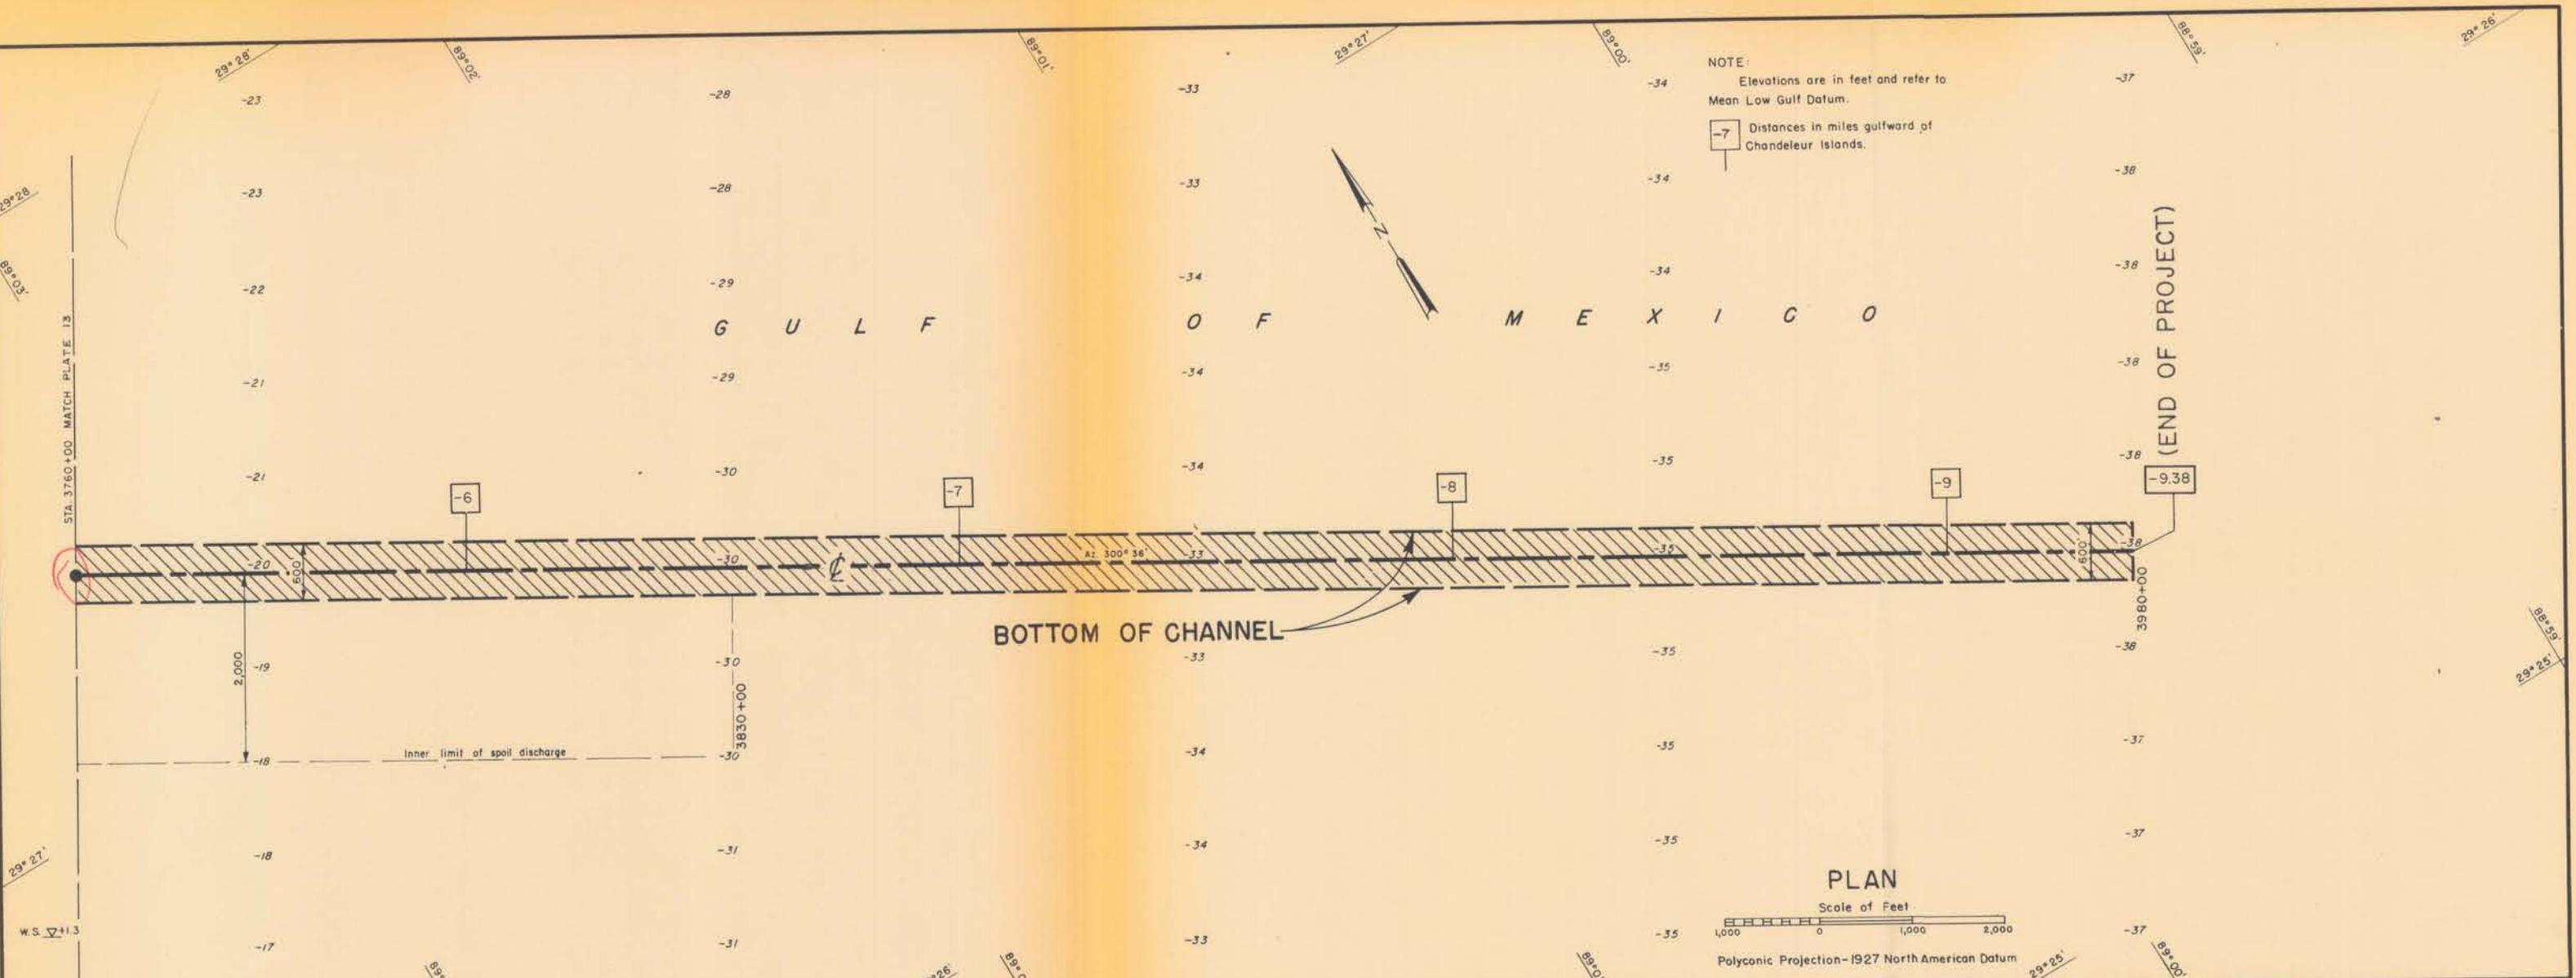 29° 28'
89° 02'
89° 01'
29° 27'
89° 00'
88° 59'
29° 26'
NOTE:
Elevations are in feet and refer to
Mean Low Gulf Datum.
-7 Distances in miles gulfward of
Chandeleur Islands.
-23 -28 -33 -34 -37
29° 28
-23 -28 -33 -34 -38
89° 03'
N
-22 -29 -34 -34 -38
GULF OF MEXICO
-21 -29 -34 -35 -38
STA. 3760+00 MATCH PLATE 13
(END OF PROJECT)
-21 -30 -34 -35 -38
-6 -7 -8 -9 -9.38
-20 600' -30 ℄ Az. 300° 36' -33 -35 600' -38
3980+00
BOTTOM OF CHANNEL
88° 59'
29° 25'
2,000
-19 -30 -33 -35 -38
3830+00
Inner limit of spoil discharge
-18 -30 -34 -35 -37
29° 27'
-18 -31 -34 -35 -37
PLAN
Scale of Feet
1,000 0 1,000 2,000
W.S. ▽+1.3
-17 -31 -33 -35 -37
Polyconic Projection-1927 North American Datum
29° 25'
89° 00'